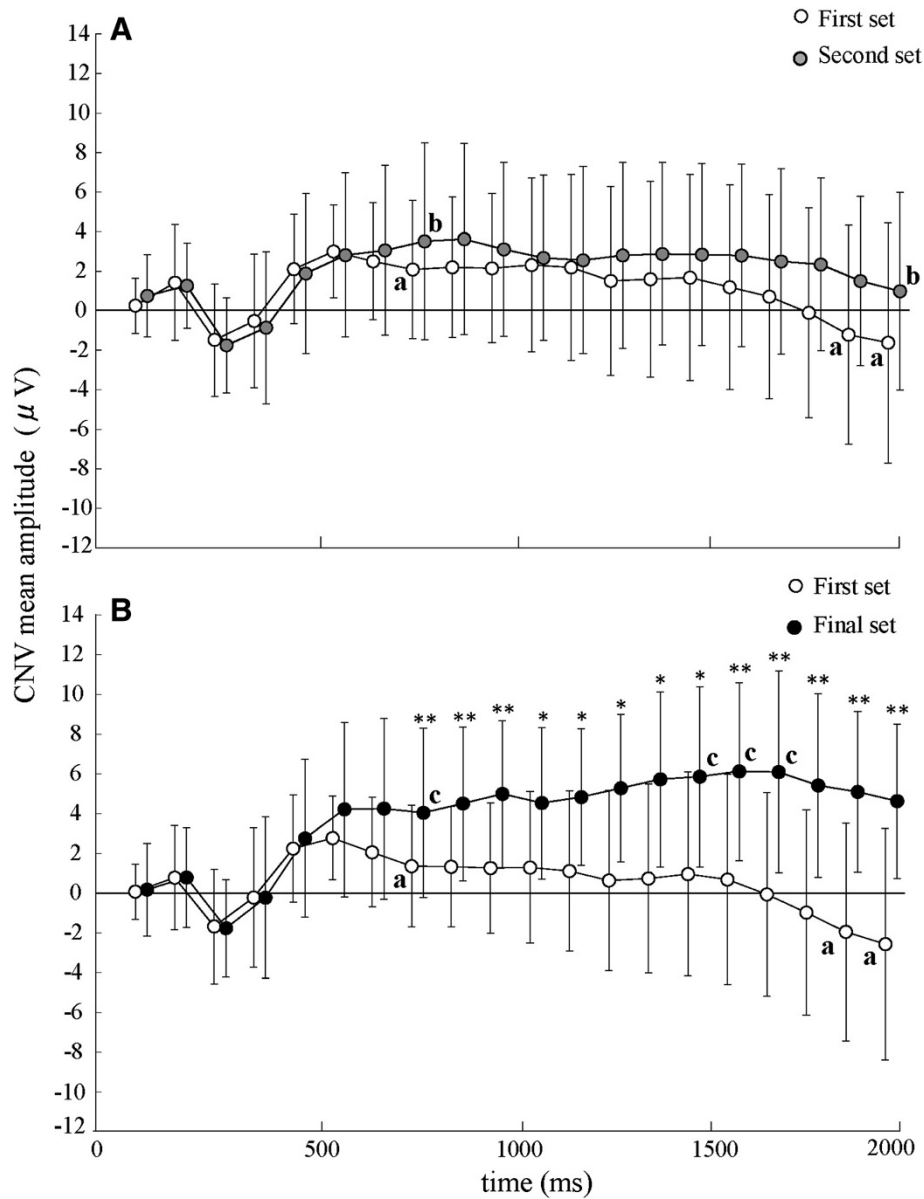 A
First set
Second set
14
12
10
8
6
4
2
0
-2
-4
-6
-8
-10
-12
b
a
a
a
b
CNV mean amplitude (μV)
B
First set
Final set
14
12
10
8
6
4
2
0
-2
-4
-6
-8
-10
-12
** ** ** * * * * * ** ** ** ** **
c
c
c
c
a
a
a
0 500 1000 1500 2000
time (ms)